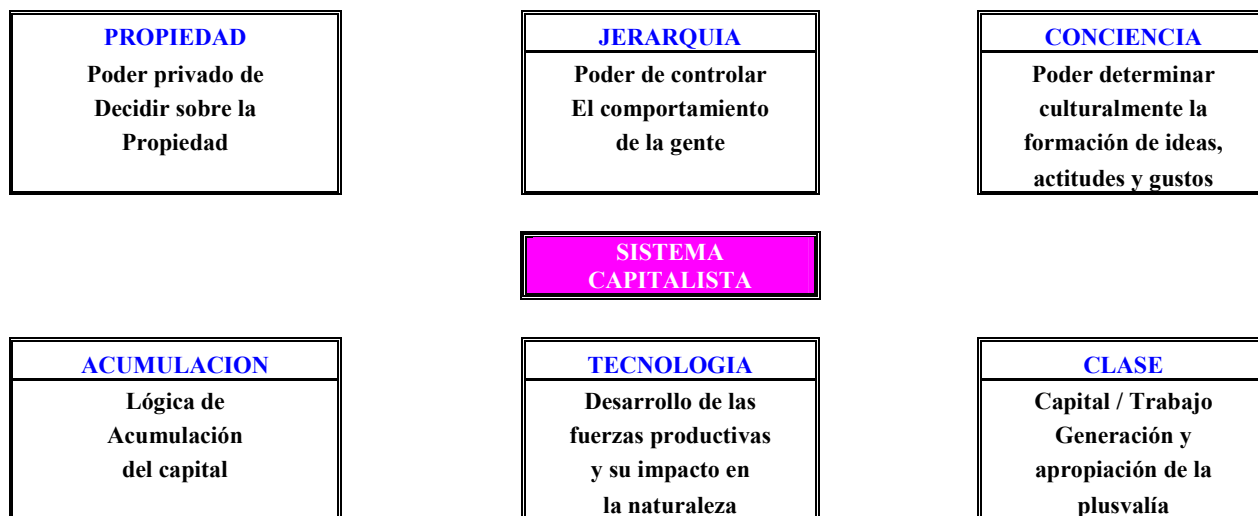 PROPIEDAD
Poder privado de
Decidir sobre la
Propiedad
JERARQUIA
Poder de controlar
El comportamiento
de la gente
CONCIENCIA
Poder determinar
culturalmente la
formación de ideas,
actitudes y gustos
SISTEMA
CAPITALISTA
ACUMULACION
Lógica de
Acumulación
del capital
TECNOLOGIA
Desarrollo de las
fuerzas productivas
y su impacto en
la naturaleza
CLASE
Capital / Trabajo
Generación y
apropiación de la
plusvalía